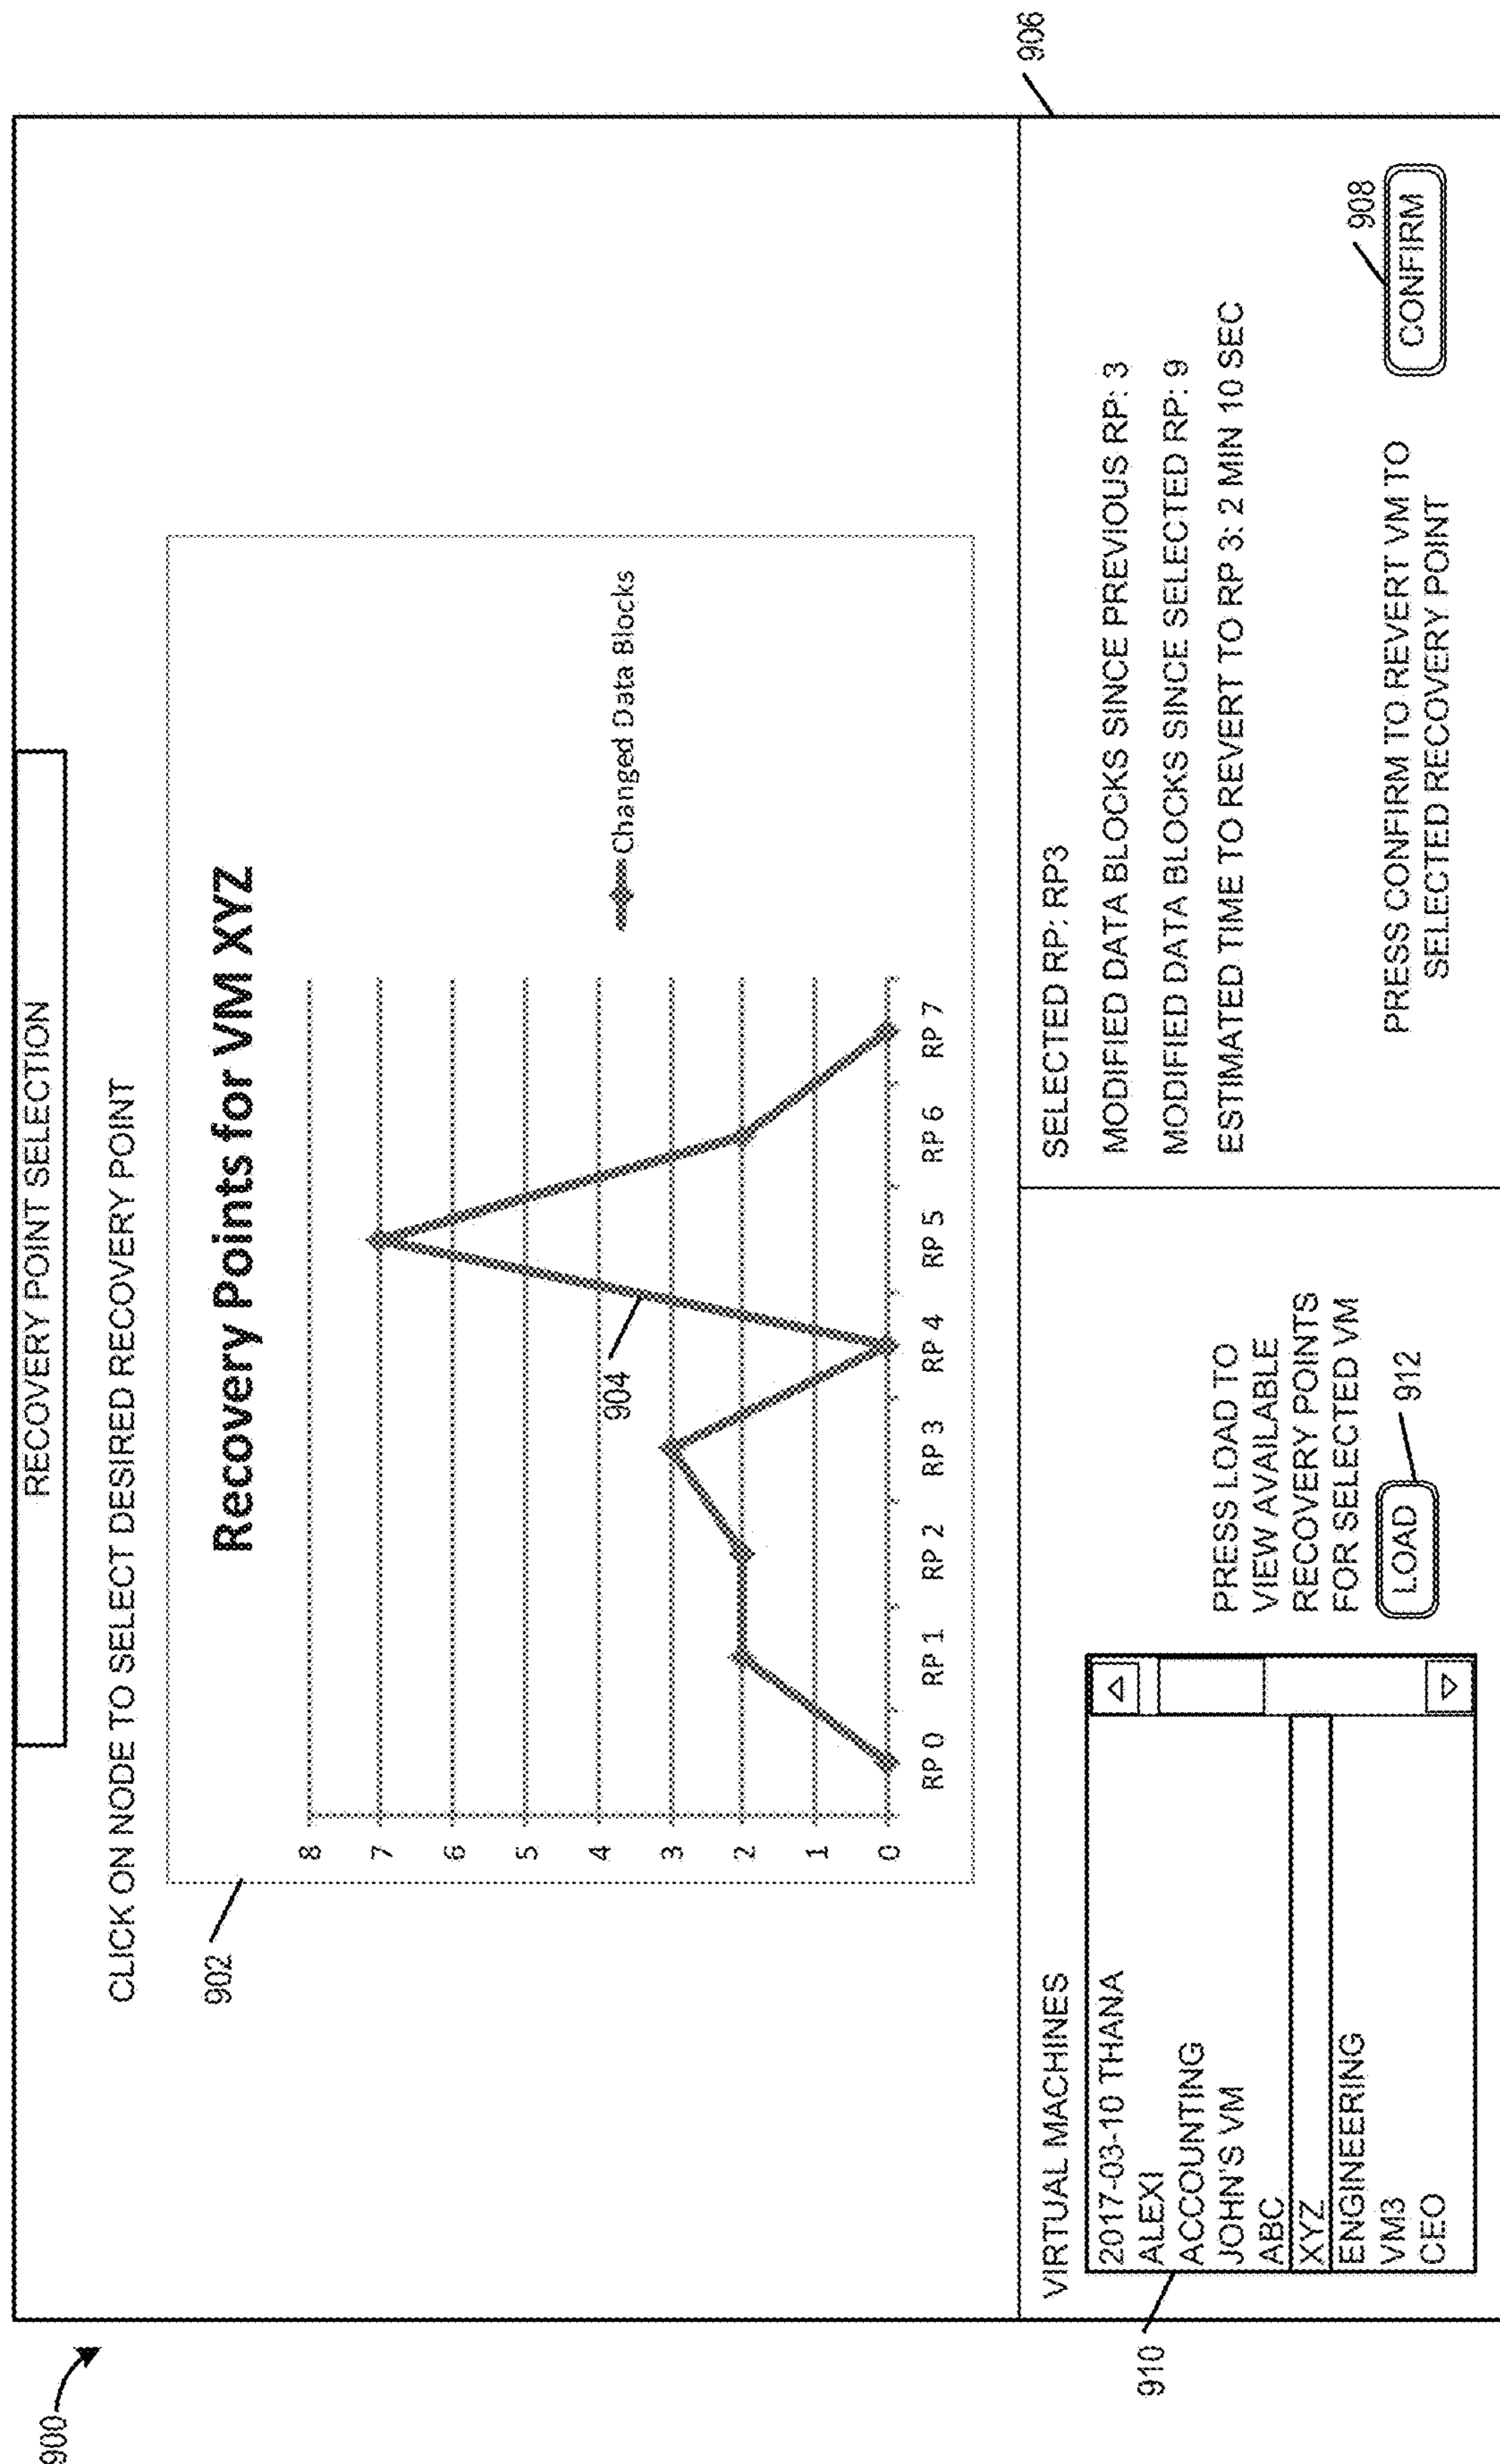 900
RECOVERY POINT SELECTION
CLICK ON NODE TO SELECT DESIRED RECOVERY POINT
902
Recovery Points for VM XYZ
8
7
6
5
4
3
2
1
0
904
Changed Data Blocks
RP 0 RP 1 RP 2 RP 3 RP 4 RP 5 RP 6 RP 7
VIRTUAL MACHINES
910
2017-03-10 THANA
ALEXI
ACCOUNTING
JOHN'S VM
ABC
XYZ
ENGINEERING
VM3
CEO
PRESS LOAD TO
VIEW AVAILABLE
RECOVERY POINTS
FOR SELECTED VM
LOAD
912
906
SELECTED RP: RP3
MODIFIED DATA BLOCKS SINCE PREVIOUS RP: 3
MODIFIED DATA BLOCKS SINCE SELECTED RP: 9
ESTIMATED TIME TO REVERT TO RP 3: 2 MIN 10 SEC
PRESS CONFIRM TO REVERT VM TO
SELECTED RECOVERY POINT
908
CONFIRM